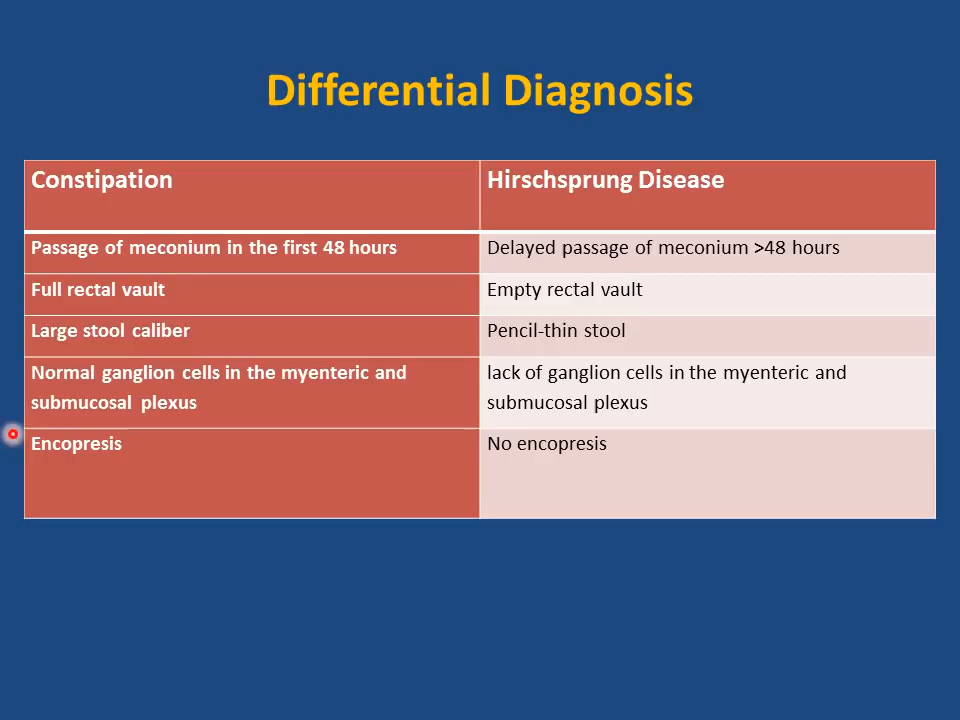 Differential Diagnosis
Constipation
Hirschsprung Disease
Passage of meconium in the first 48 hours
Delayed passage of meconium >48 hours
Full rectal vault
Empty rectal vault
Large stool caliber
Pencil-thin stool
Normal ganglion cells in the myenteric and
submucosal plexus
lack of ganglion cells in the myenteric and
submucosal plexus
Encopresis
No encopresis